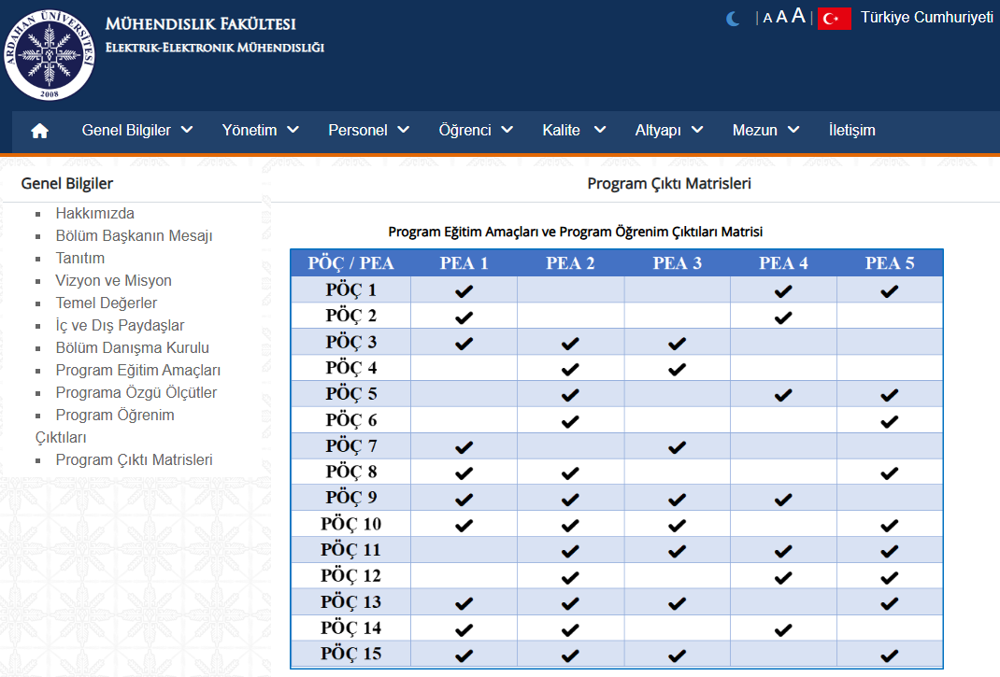 ARDAHAN ÜNİVERSİTESİ
2008
MÜHENDISLIK FAKÜLTESI
ELEKTRIK-ELEKTRONIK MÜHENDISLIĞI
| A A A | Türkiye Cumhuriyeti
Genel Bilgiler Yönetim Personel Öğrenci Kalite Altyapı Mezun İletişim
Genel Bilgiler
Hakkımızda
Bölüm Başkanın Mesajı
Tanıtım
Vizyon ve Misyon
Temel Değerler
İç ve Dış Paydaşlar
Bölüm Danışma Kurulu
Program Eğitim Amaçları
Programa Özgü Ölçütler
Program Öğrenim
Çıktıları
Program Çıktı Matrisleri
Program Çıktı Matrisleri
Program Eğitim Amaçları ve Program Öğrenim Çıktıları Matrisi
PÖÇ / PEA PEA 1 PEA 2 PEA 3 PEA 4 PEA 5
PÖÇ 1 ✔ ✔ ✔
PÖÇ 2 ✔ ✔
PÖÇ 3 ✔ ✔ ✔
PÖÇ 4 ✔ ✔
PÖÇ 5 ✔ ✔ ✔
PÖÇ 6 ✔ ✔
PÖÇ 7 ✔ ✔
PÖÇ 8 ✔ ✔ ✔
PÖÇ 9 ✔ ✔ ✔ ✔
PÖÇ 10 ✔ ✔ ✔ ✔
PÖÇ 11 ✔ ✔ ✔ ✔
PÖÇ 12 ✔ ✔ ✔
PÖÇ 13 ✔ ✔ ✔ ✔
PÖÇ 14 ✔ ✔ ✔
PÖÇ 15 ✔ ✔ ✔ ✔